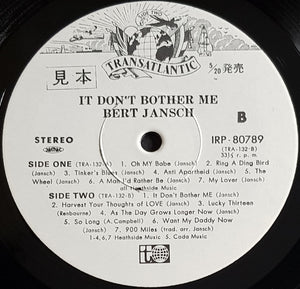 TRANSATLANTIC
見本
5/20発売
IT DON'T BOTHER ME
BERT JANSCH
STEREO
IRP-80789
B
(TRA-132-B)
33⅓ r. p. m.
SIDE ONE (TRA-132-A) 1. Oh MY Babe (Jansch) 2. Ring A Ding Bird
(Jansch) 3. Tinker's Blues (Jansch) 4. Anti Apartheid (Jansch) 5. The
Wheel (Jansch) 6. A Man I'd Rather Be (Jansch) 7. My Lover (Jansch)
all Heathside Music
SIDE TWO (TRA-132-B) 1. It Don't Bother Me (Jansch)
2. Harvest Your Thoughts of LOVE (Jansch) 3. Lucky Thirteen
(Renbourne) 4. As The Day Grows Longer Now (Jansch)
5. So Long (A. Campbell) 6. Want My Daddy Now
(Jansch) 7. 900 Miles (trad. arr. Jansch)
1-4,6,7 Heathside Music 5. Coda Music